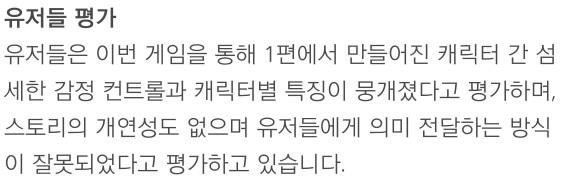 유저들 평가
유저들은 이번 게임을 통해 1편에서 만들어진 캐릭터 간 섬
세한 감정 컨트롤과 캐릭터별 특징이 뭉개졌다고 평가하며,
스토리의 개연성도 없으며 유저들에게 의미 전달하는 방식
이 잘못되었다고 평가하고 있습니다.